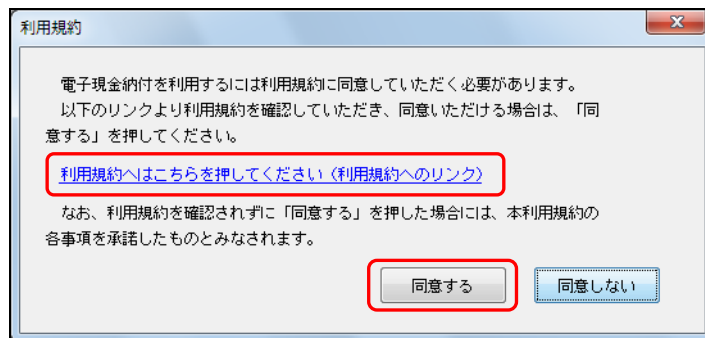 利用規約
電子現金納付を利用するには利用規約に同意していただく必要があります。
以下のリンクより利用規約を確認していただき、同意いただける場合は、「同
意する」を押してください。
利用規約へはこちらを押してください（利用規約へのリンク）
なお、利用規約を確認されずに「同意する」を押した場合には、本利用規約の
各事項を承諾したものとみなされます。
同意する
同意しない